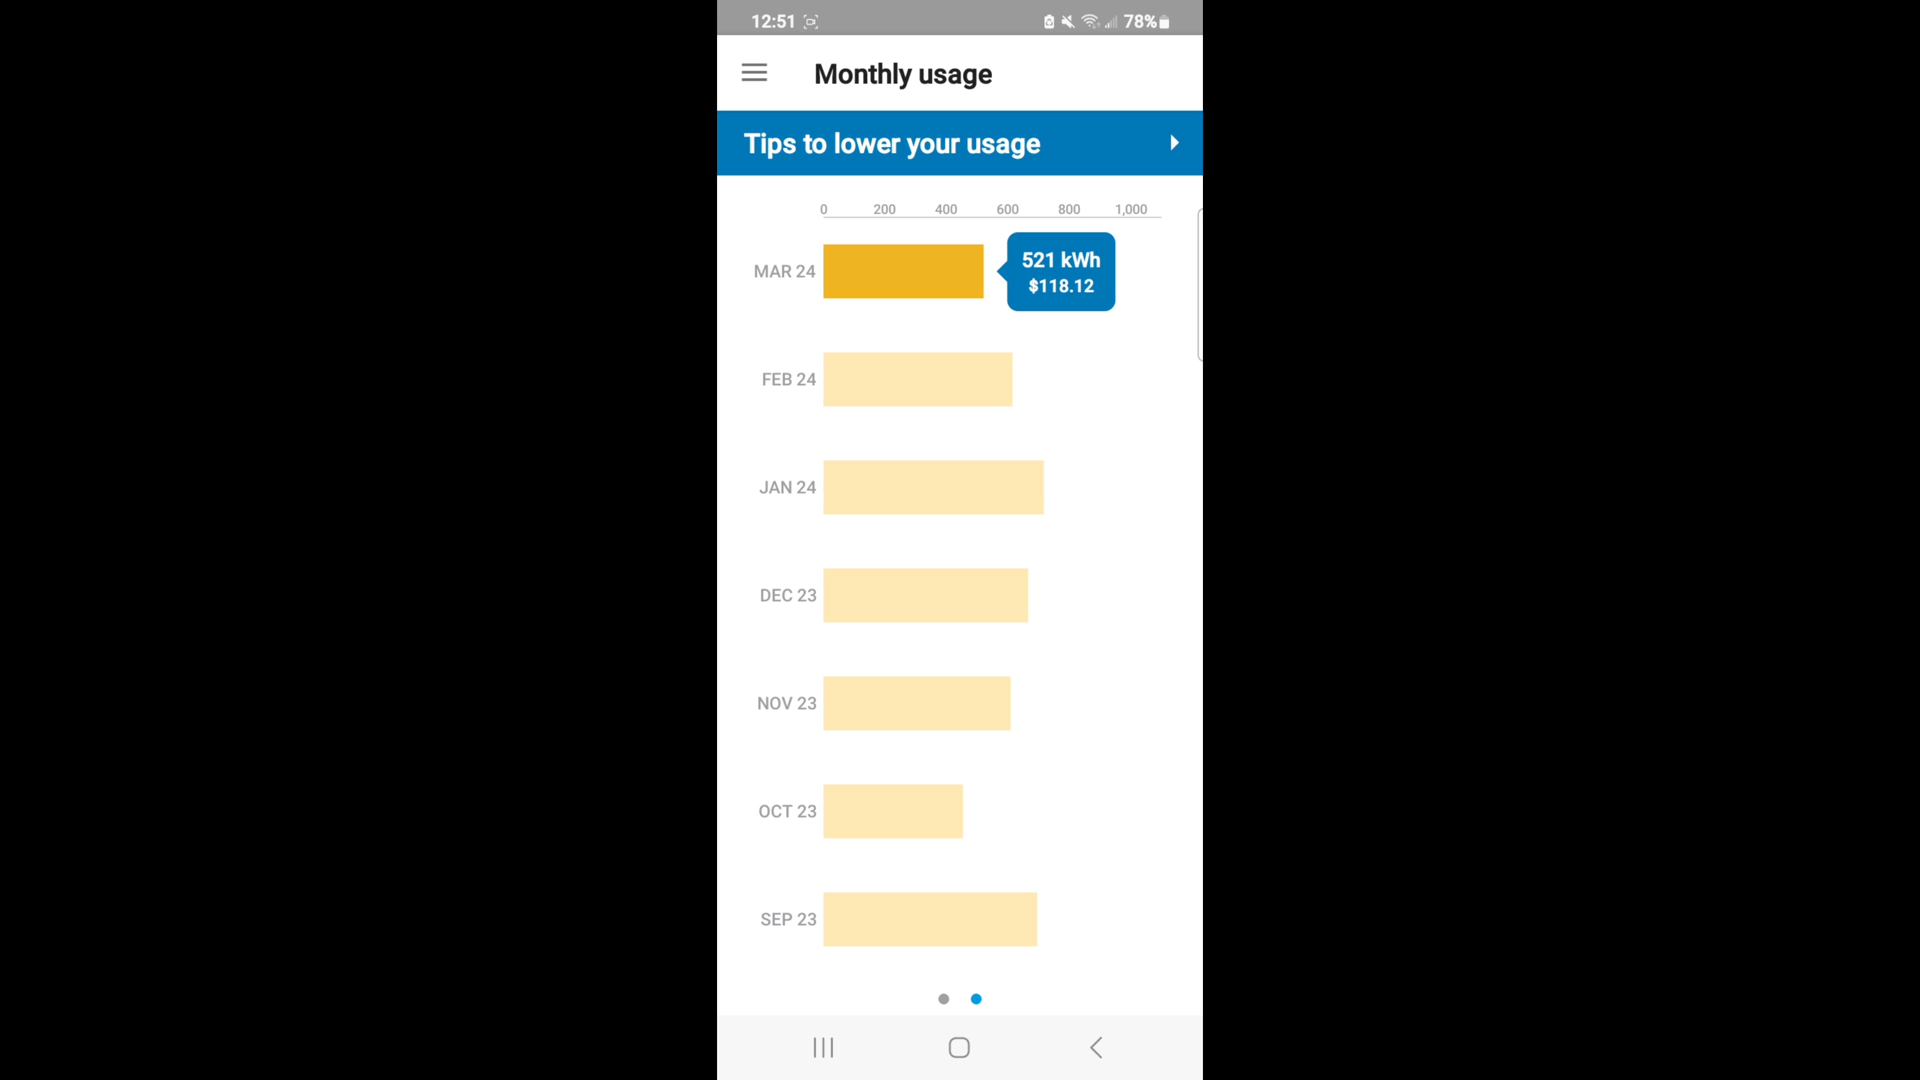 12:51 78%
Monthly usage
Tips to lower your usage
0 200 400 600 800 1,000
MAR 24
521 kWh
$118.12
FEB 24
JAN 24
DEC 23
NOV 23
OCT 23
SEP 23